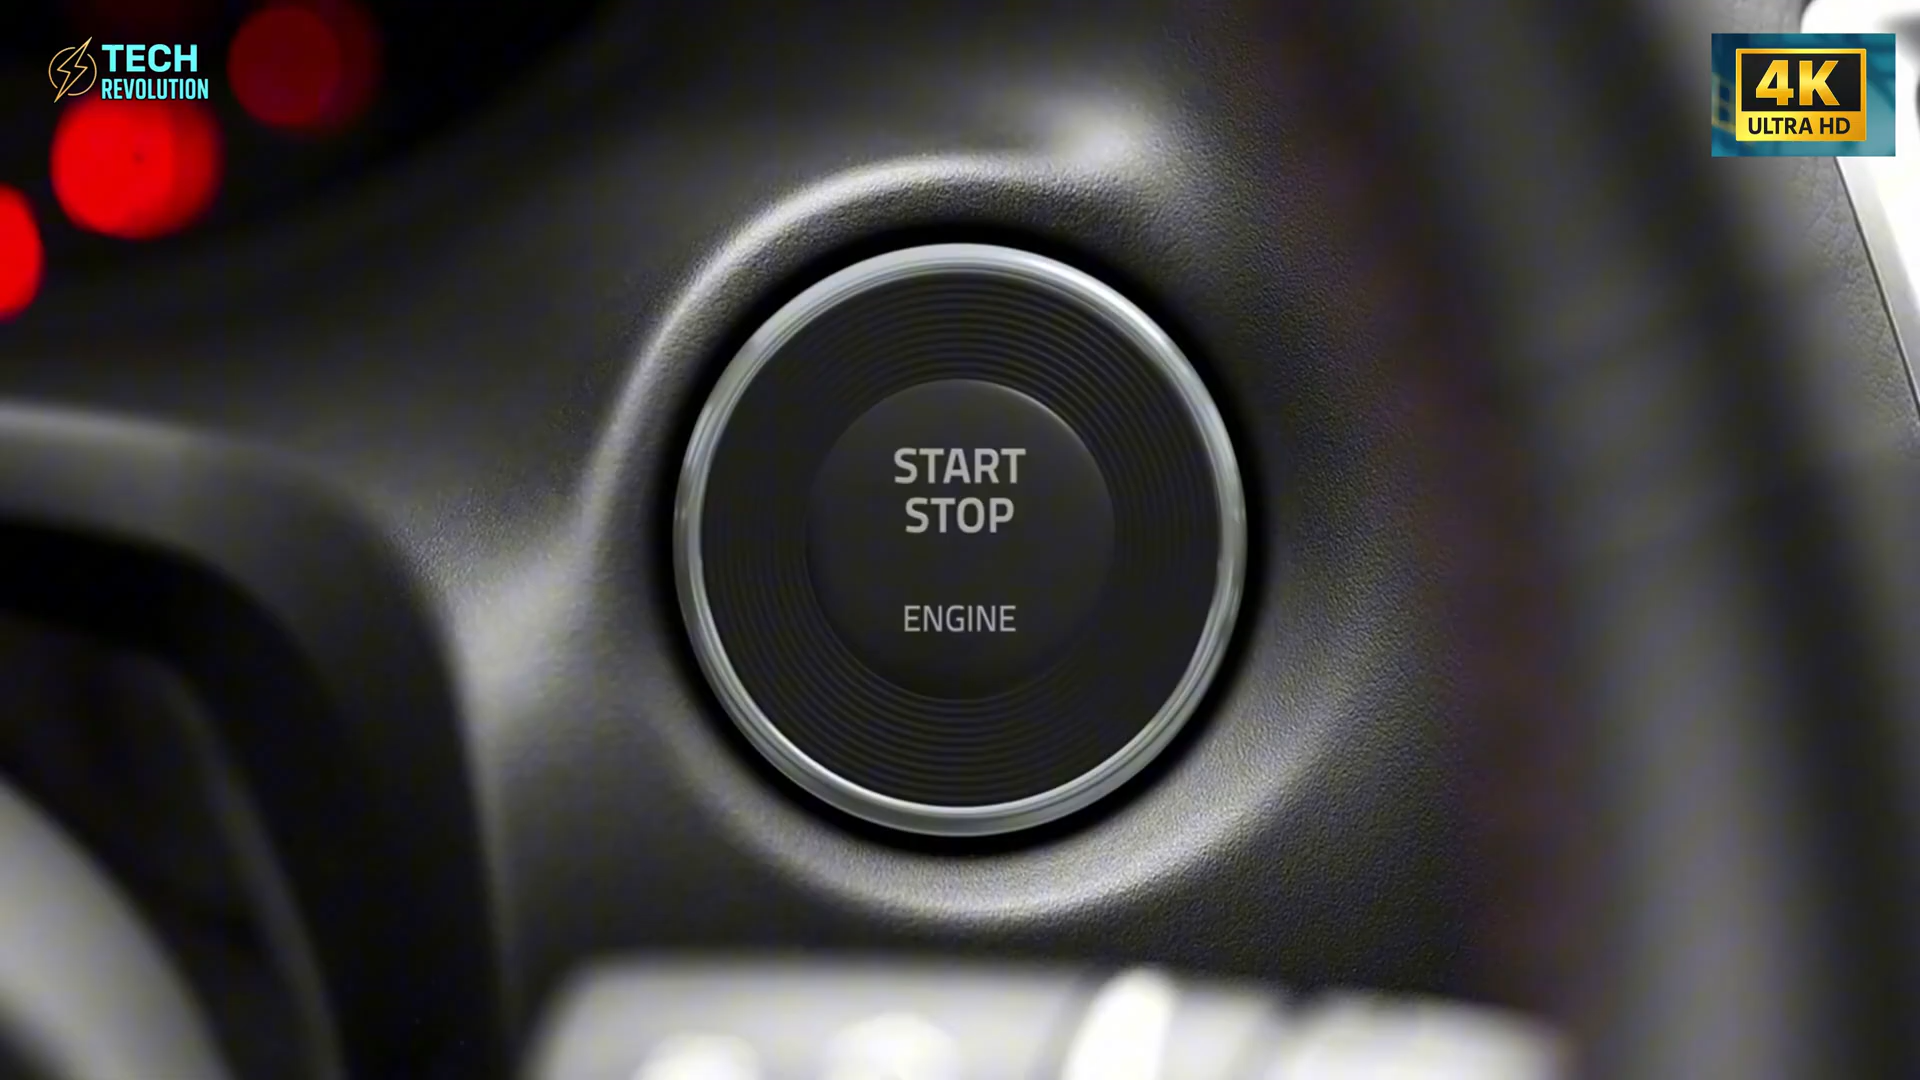 TECH
REVOLUTION
4K
ULTRA HD
START
STOP
ENGINE